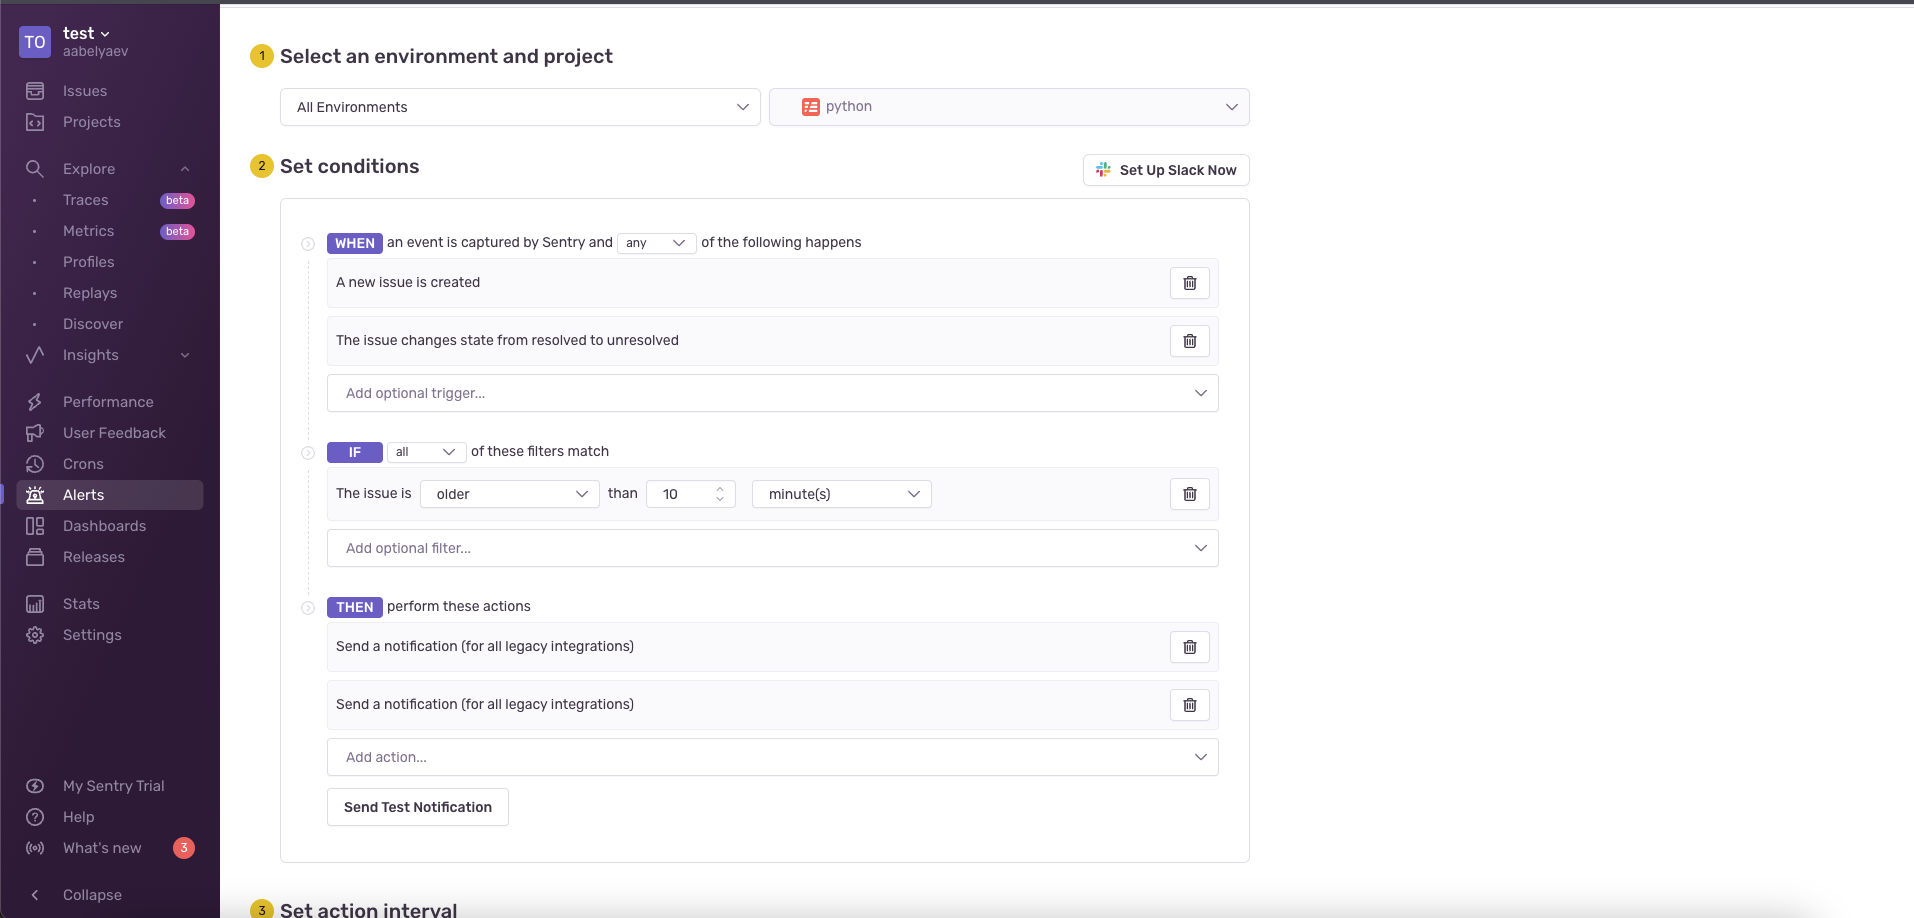 TO
test
aabelyaev
Issues
Projects
Explore
Traces beta
Metrics beta
Profiles
Replays
Discover
Insights
Performance
User Feedback
Crons
Alerts
Dashboards
Releases
Stats
Settings
My Sentry Trial
Help
What's new 3
Collapse
1 Select an environment and project
All Environments
python
2 Set conditions
Set Up Slack Now
WHEN an event is captured by Sentry and any of the following happens
A new issue is created
The issue changes state from resolved to unresolved
Add optional trigger...
IF all of these filters match
The issue is older than 10 minute(s)
Add optional filter...
THEN perform these actions
Send a notification (for all legacy integrations)
Send a notification (for all legacy integrations)
Add action...
Send Test Notification
3 Set action interval